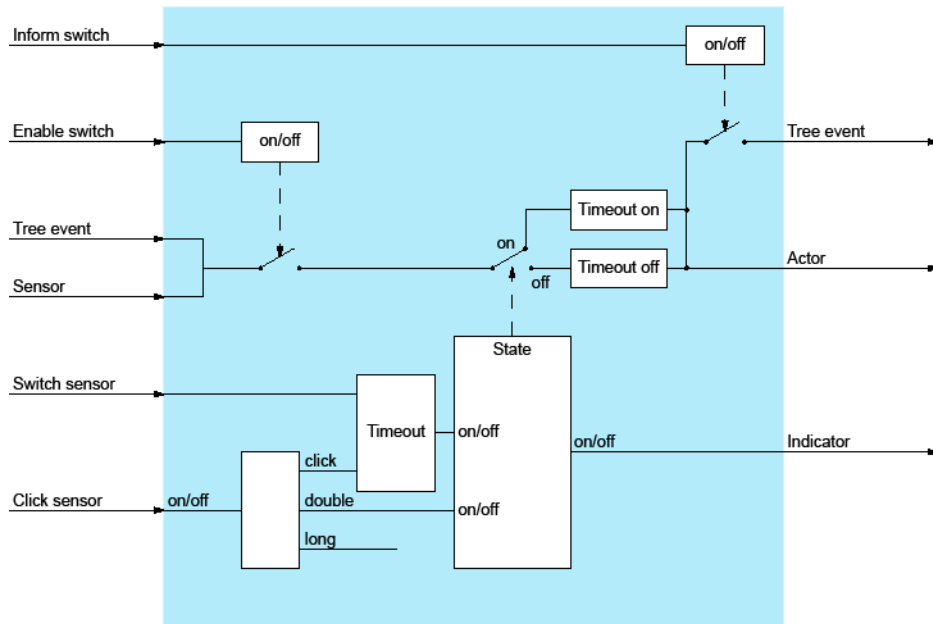 Inform switch
on/off
Enable switch
on/off
Tree event
Tree event
Timeout on
on
Sensor
off
Timeout off
Actor
State
Switch sensor
Timeout
on/off
on/off
Indicator
click
Click sensor
on/off
double
on/off
long